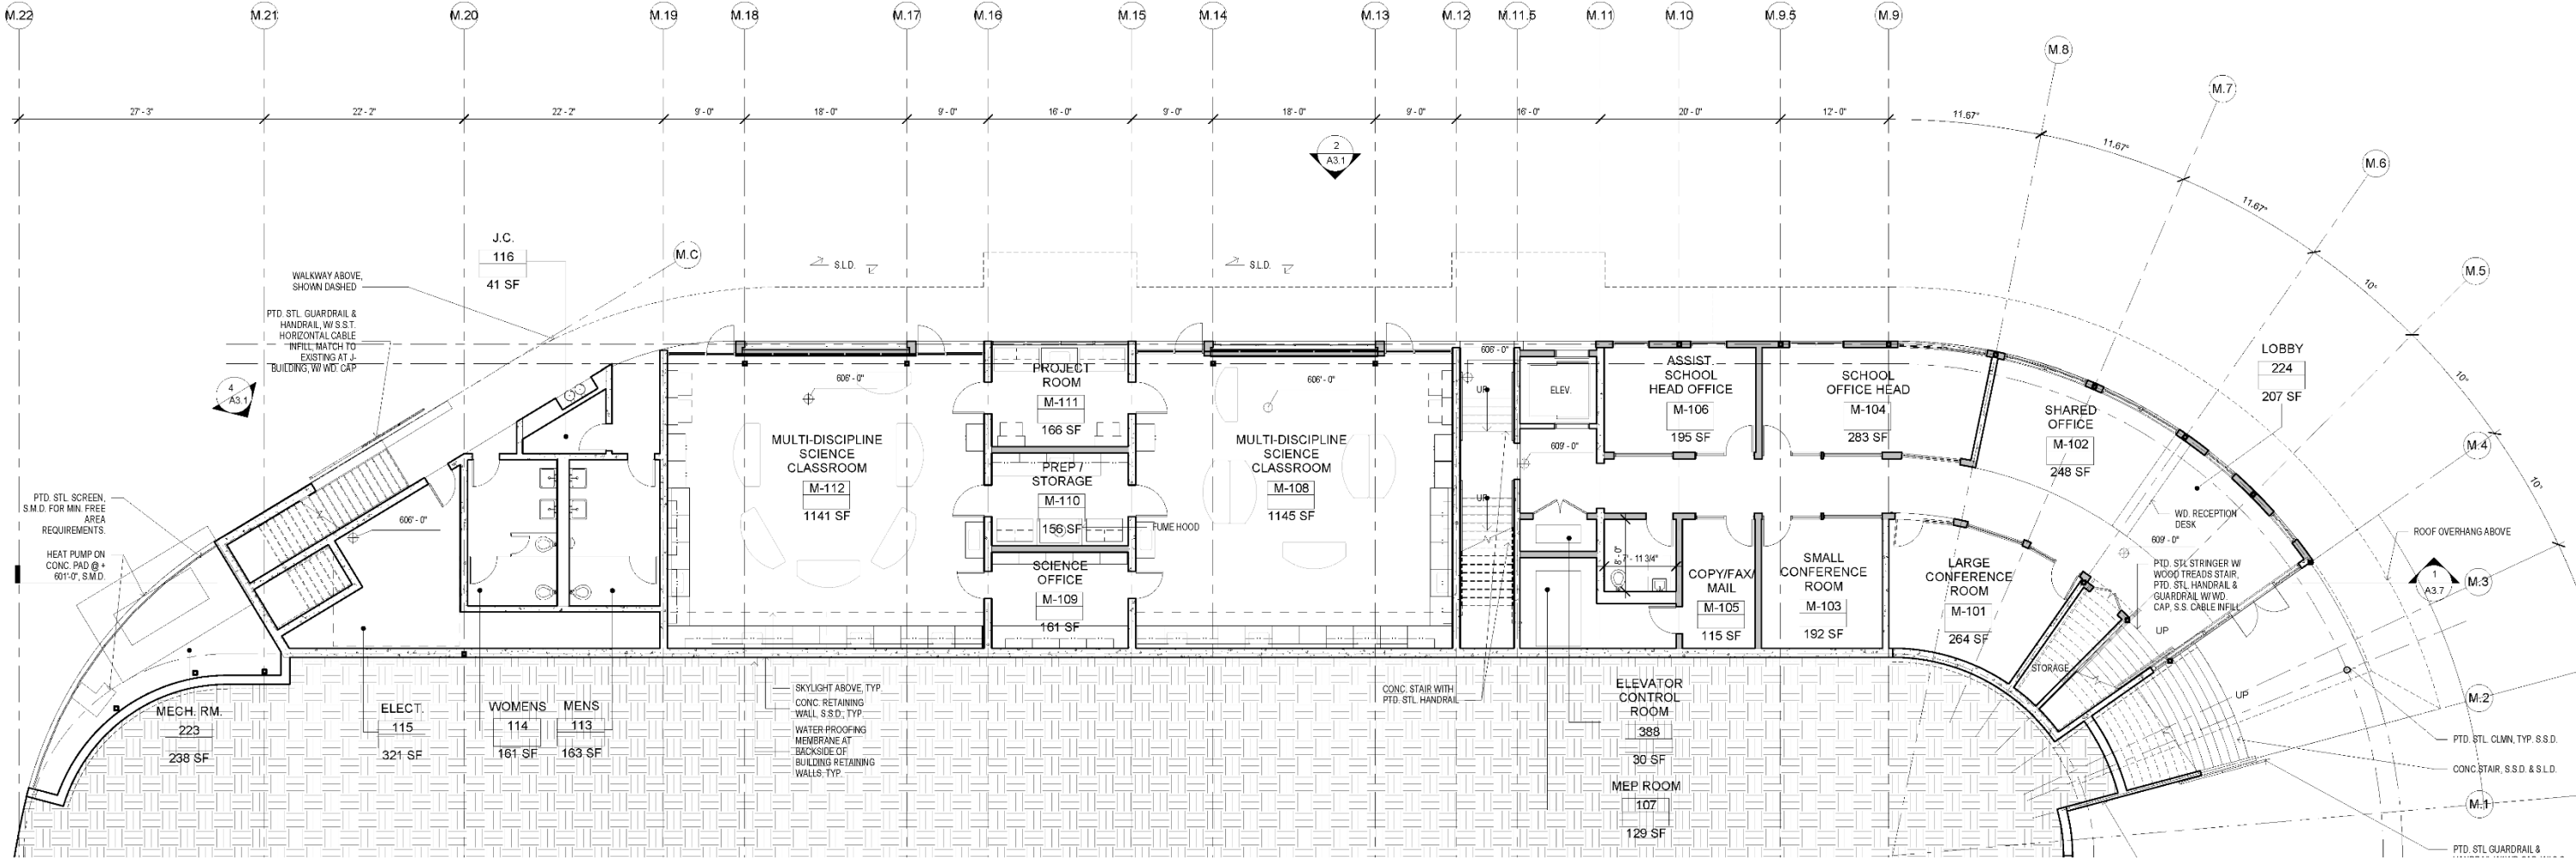 M.22
M.21
M.20
M.19
M.18
M.17
M.16
M.15
M.14
M.13
M.12
M.11.5
M.11
M.10
M.9.5
M.9
M.8
M.7
M.6
M.5
M.4
M.3
M.2
M.1
27' - 3"
22' - 2"
22' - 2"
9' - 0"
18' - 0"
9' - 0"
16' - 0"
9' - 0"
18' - 0"
9' - 0"
16' - 0"
20' - 0"
12' - 0"
11.67°
11.67°
11.67°
10°
10°
10°
2
A3.1
J.C.
116
41 SF
M.C
S.L.D.
S.L.D.
WALKWAY ABOVE,
SHOWN DASHED
PTD. STL. GUARDRAIL &
HANDRAIL, W/ S.S.T.
HORIZONTAL CABLE
INFILL, MATCH TO
EXISTING AT J-
BUILDING, W/ WD. CAP
4
A3.1
PTD. STL. SCREEN,
S.M.D. FOR MIN. FREE
AREA
REQUIREMENTS.
HEAT PUMP ON
CONC. PAD @ +
601'-0", S.M.D.
606' - 0"
606' - 0"
606' - 0"
606' - 0"
609' - 0"
609' - 0"
MULTI-DISCIPLINE
SCIENCE
CLASSROOM
M-112
1141 SF
PROJECT
ROOM
M-111
166 SF
PREP /
STORAGE
M-110
156 SF
FUME HOOD
SCIENCE
OFFICE
M-109
161 SF
MULTI-DISCIPLINE
SCIENCE
CLASSROOM
M-108
1145 SF
UP
UP
ELEV.
ASSIST
SCHOOL
HEAD OFFICE
M-106
195 SF
SCHOOL
OFFICE HEAD
M-104
283 SF
SHARED
OFFICE
M-102
248 SF
LOBBY
224
207 SF
WD. RECEPTION
DESK
ROOF OVERHANG ABOVE
1
A3.7
PTD. STL STRINGER W/
WOOD TREADS STAIR,
PTD. STL. HANDRAIL &
GUARDRAIL W/ WD.
CAP, S.S. CABLE INFILL
UP
UP
STORAGE
8' - 0"
7' - 11 3/4"
COPY/FAX/
MAIL
M-105
115 SF
SMALL
CONFERENCE
ROOM
M-103
192 SF
LARGE
CONFERENCE
ROOM
M-101
264 SF
MECH. RM.
223
238 SF
ELECT.
115
321 SF
WOMENS
114
161 SF
MENS
113
163 SF
SKYLIGHT ABOVE, TYP.
CONC. RETAINING
WALL, S.S.D., TYP.
WATER PROOFING
MEMBRANE AT
BACKSIDE OF
BUILDING RETAINING
WALLS, TYP.
CONC. STAIR WITH
PTD. STL. HANDRAIL
ELEVATOR
CONTROL
ROOM
388
30 SF
MEP ROOM
107
129 SF
PTD. STL. CLMN, TYP. S.S.D.
CONC STAIR, S.S.D. & S.L.D.
PTD. STL GUARDRAIL &